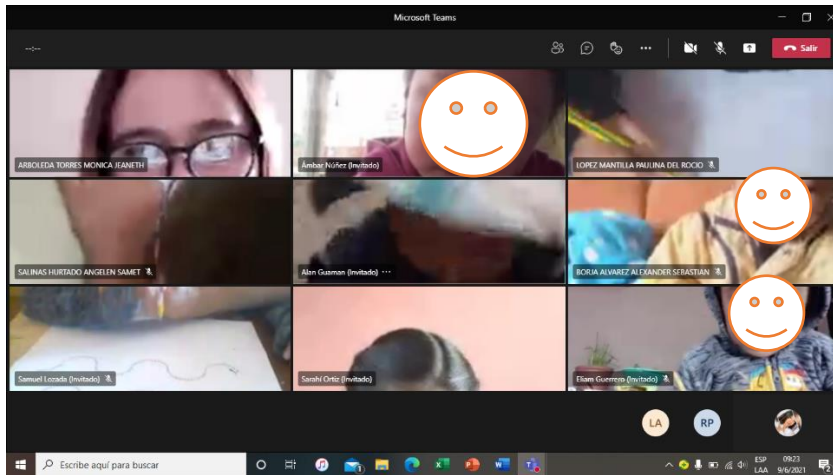 Microsoft Teams
--:--
Salir
ARBOLEDA TORRES MONICA JEANETH
Ámbar Núñez (Invitado)
LOPEZ MANTILLA PAULINA DEL ROCIO
SALINAS HURTADO ANGELEN SAMET
Alan Guaman (Invitado) ...
BORJA ALVAREZ ALEXANDER SEBASTIAN
Samuel Lozada (Invitado)
Sarahí Ortiz (Invitado)
Eliam Guerrero (Invitado)
LA
RP
Escribe aquí para buscar
ESP 09:23
LAA 9/6/2021